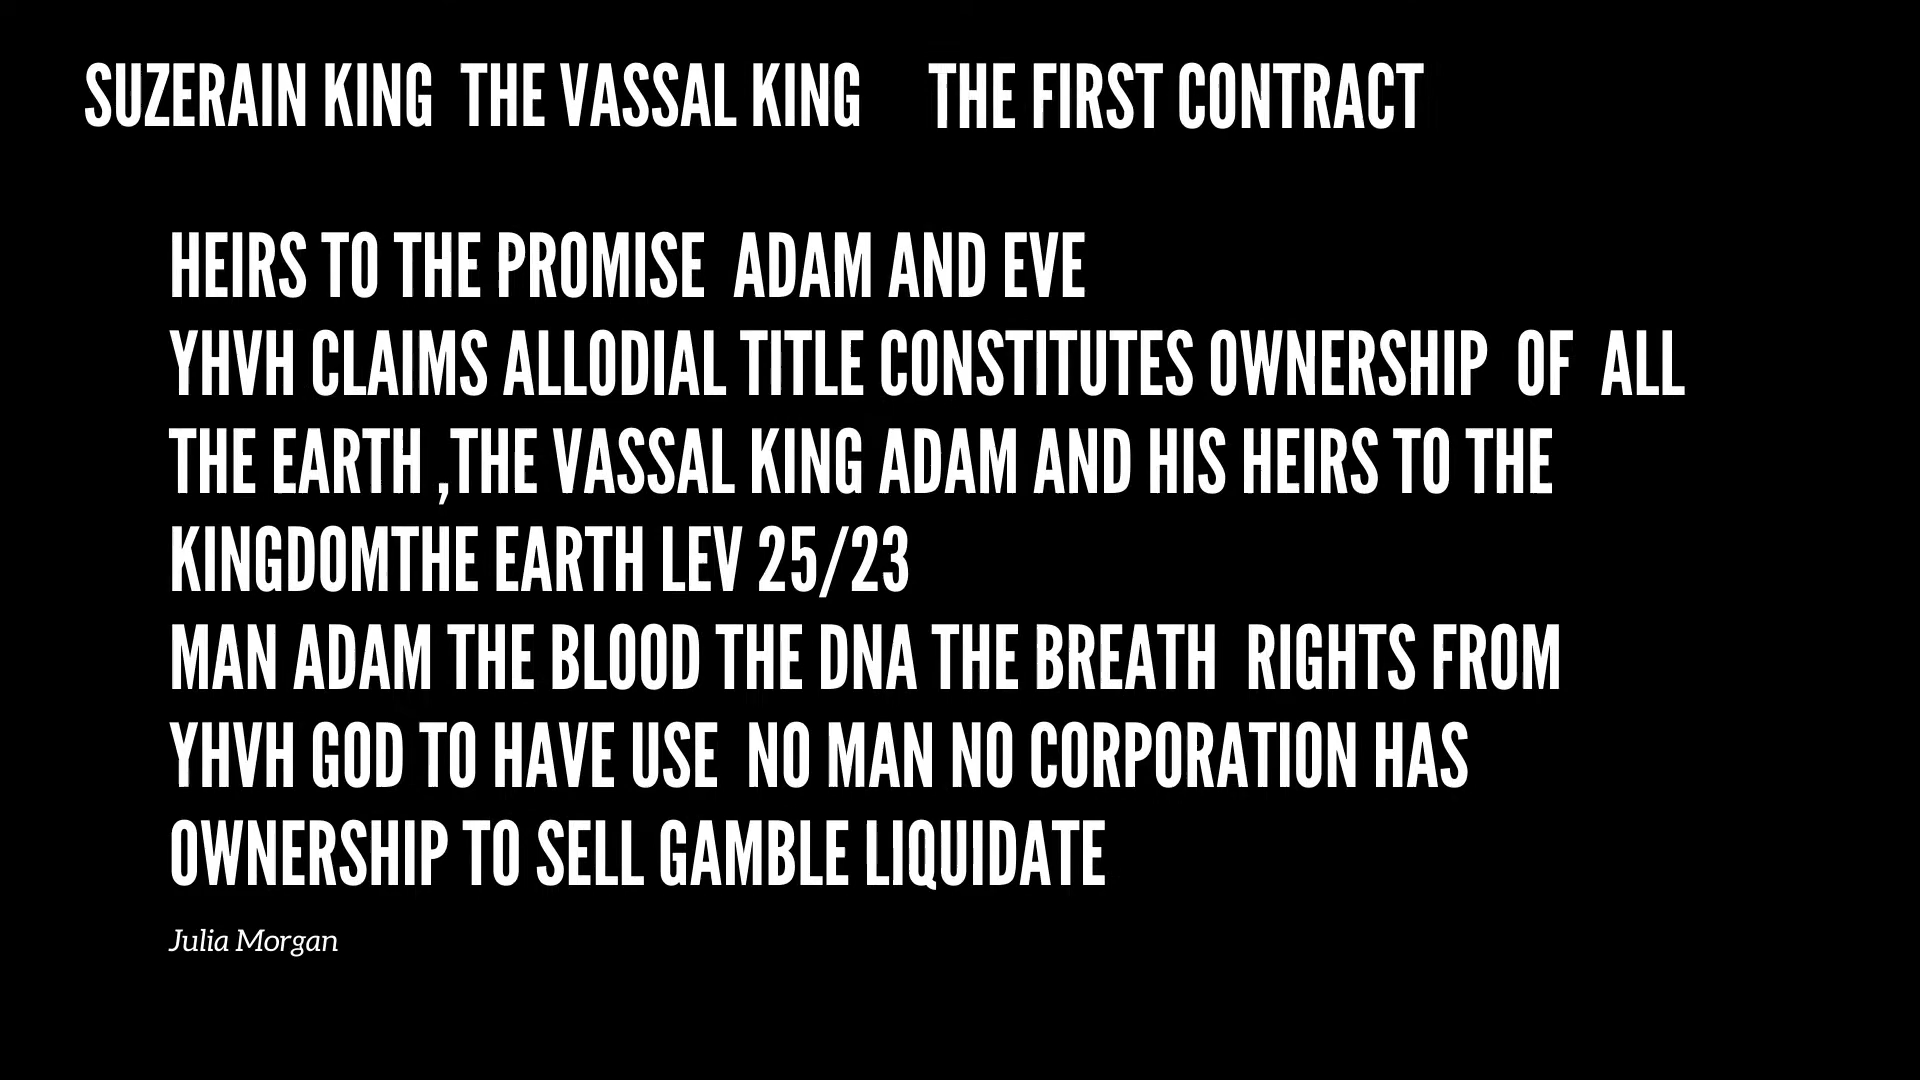 SUZERAIN KING THE VASSAL KING THE FIRST CONTRACT
HEIRS TO THE PROMISE ADAM AND EVE
YHVH CLAIMS ALLODIAL TITLE CONSTITUTES OWNERSHIP OF ALL
THE EARTH ,THE VASSAL KING ADAM AND HIS HEIRS TO THE
KINGDOMTHE EARTH LEV 25/23
MAN ADAM THE BLOOD THE DNA THE BREATH RIGHTS FROM
YHVH GOD TO HAVE USE NO MAN NO CORPORATION HAS
OWNERSHIP TO SELL GAMBLE LIQUIDATE
Julia Morgan